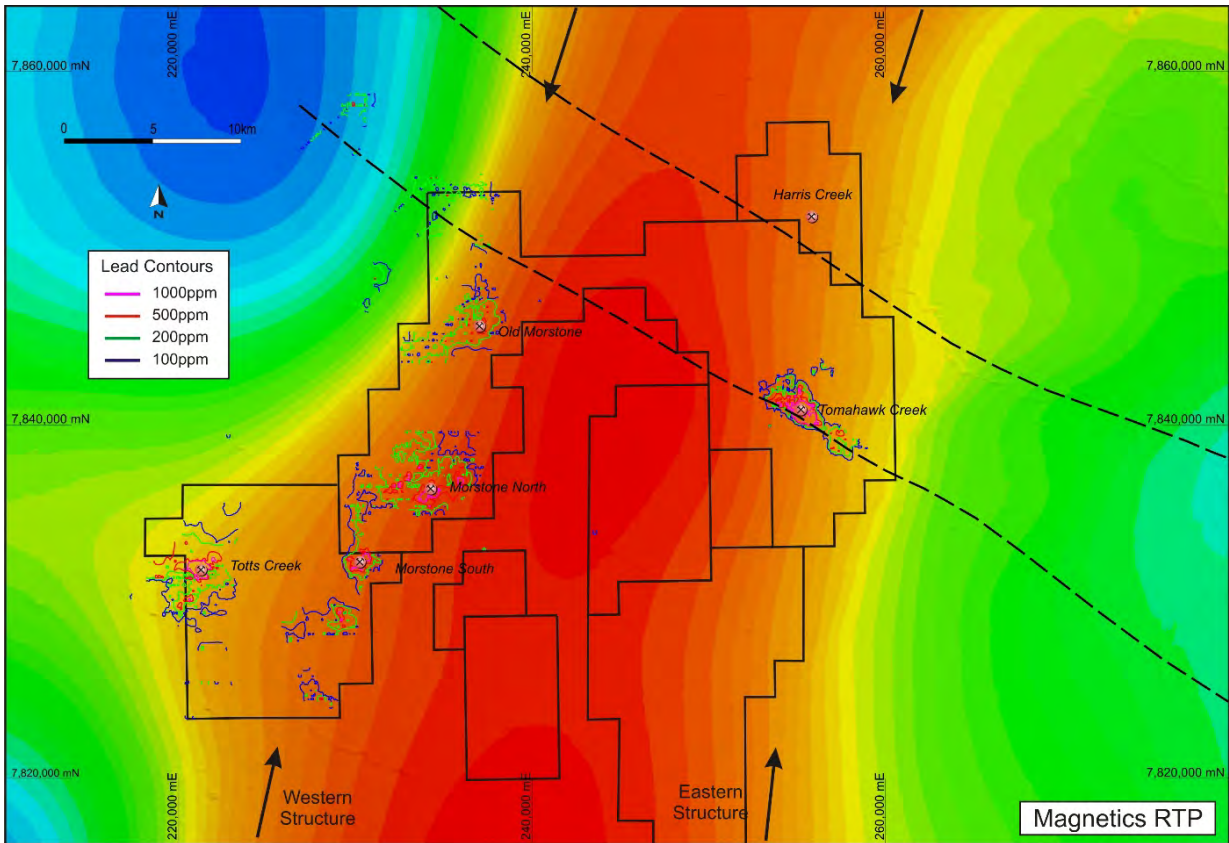 220,000 mE
240,000 mE
260,000 mE
7,860,000 mN
7,860,000 mN
0 5 10km
N
Harris Creek
Lead Contours
1000ppm
500ppm
200ppm
100ppm
Old Morstone
Tomahawk Creek
7,840,000 mN
7,840,000 mN
Morstone North
Totts Creek
Morstone South
7,820,000 mN
7,820,000 mN
Western
Structure
Eastern
Structure
220,000 mE
240,000 mE
260,000 mE
Magnetics RTP